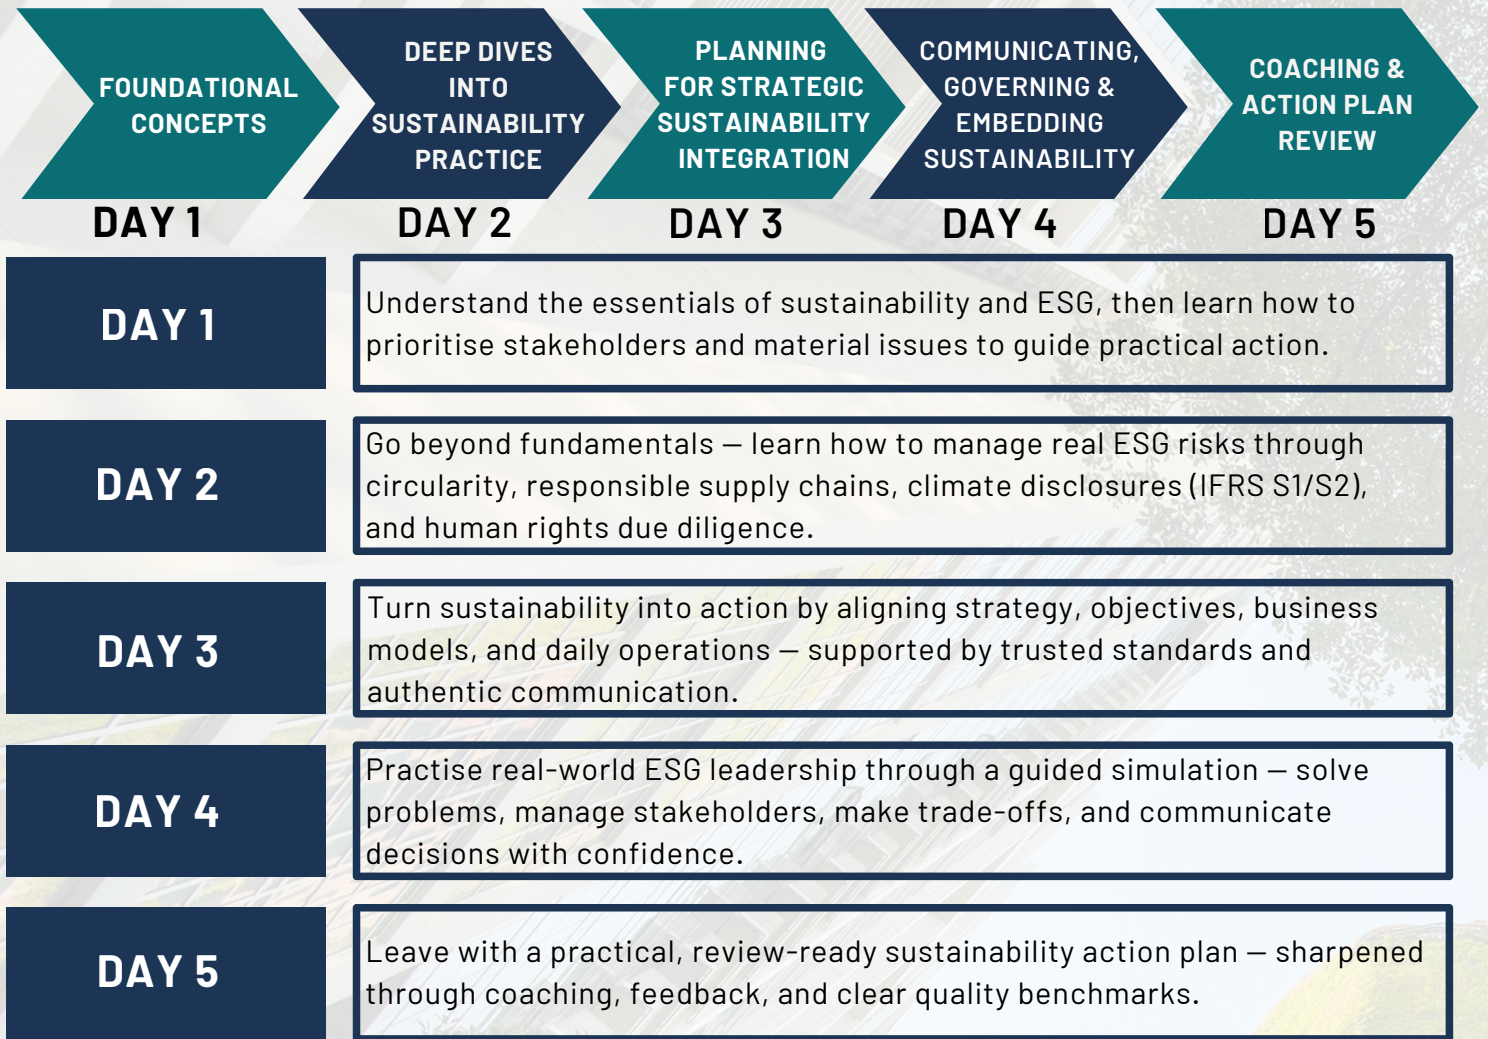 FOUNDATIONAL
CONCEPTS
DEEP DIVES
INTO
SUSTAINABILITY
PRACTICE
PLANNING
FOR STRATEGIC
SUSTAINABILITY
INTEGRATION
COMMUNICATING,
GOVERNING &
EMBEDDING
SUSTAINABILITY
COACHING &
ACTION PLAN
REVIEW
DAY 1
DAY 2
DAY 3
DAY 4
DAY 5
DAY 1
Understand the essentials of sustainability and ESG, then learn how to
prioritise stakeholders and material issues to guide practical action.
DAY 2
Go beyond fundamentals — learn how to manage real ESG risks through
circularity, responsible supply chains, climate disclosures (IFRS S1/S2),
and human rights due diligence.
DAY 3
Turn sustainability into action by aligning strategy, objectives, business
models, and daily operations — supported by trusted standards and
authentic communication.
DAY 4
Practise real-world ESG leadership through a guided simulation — solve
problems, manage stakeholders, make trade-offs, and communicate
decisions with confidence.
DAY 5
Leave with a practical, review-ready sustainability action plan — sharpened
through coaching, feedback, and clear quality benchmarks.